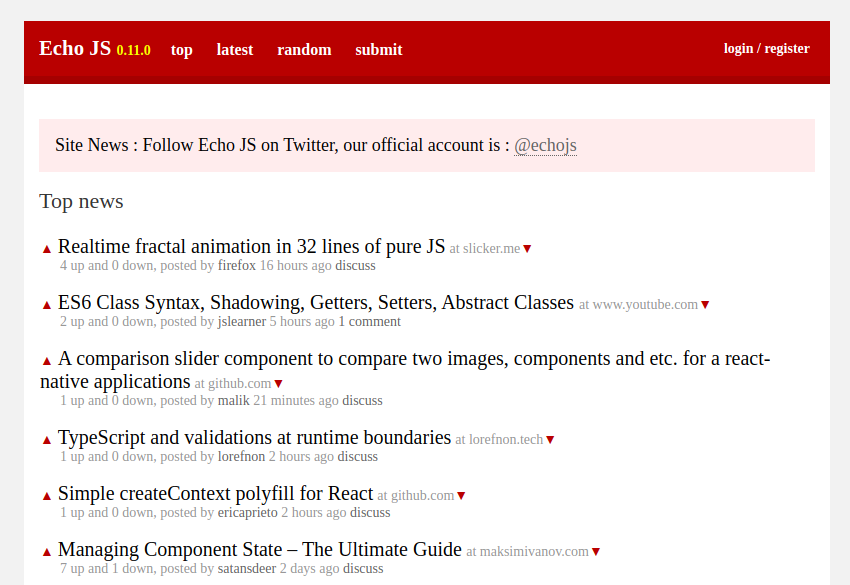 Echo JS 0.11.0 top latest random submit login / register
Site News : Follow Echo JS on Twitter, our official account is : @echojs
Top news
▲ Realtime fractal animation in 32 lines of pure JS at slicker.me ▼
4 up and 0 down, posted by firefox 16 hours ago discuss
▲ ES6 Class Syntax, Shadowing, Getters, Setters, Abstract Classes at www.youtube.com ▼
2 up and 0 down, posted by jslearner 5 hours ago 1 comment
▲ A comparison slider component to compare two images, components and etc. for a react-
native applications at github.com ▼
1 up and 0 down, posted by malik 21 minutes ago discuss
▲ TypeScript and validations at runtime boundaries at lorefnon.tech ▼
1 up and 0 down, posted by lorefnon 2 hours ago discuss
▲ Simple createContext polyfill for React at github.com ▼
1 up and 0 down, posted by ericaprieto 2 hours ago discuss
▲ Managing Component State – The Ultimate Guide at maksimivanov.com ▼
7 up and 1 down, posted by satansdeer 2 days ago discuss